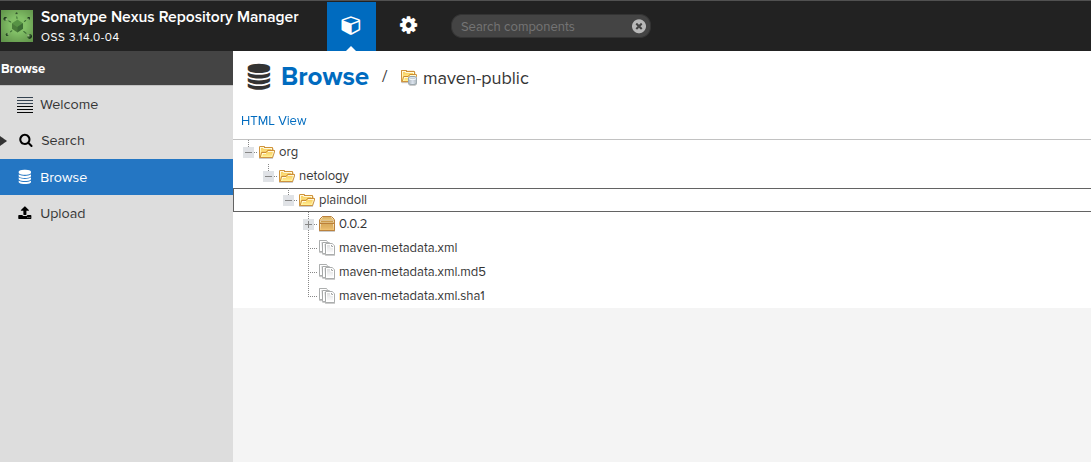 Sonatype Nexus Repository Manager
OSS 3.14.0-04
Search components
Browse
Welcome
Search
Browse
Upload
Browse / maven-public
HTML View
org
netology
plaindoll
0.0.2
maven-metadata.xml
maven-metadata.xml.md5
maven-metadata.xml.sha1